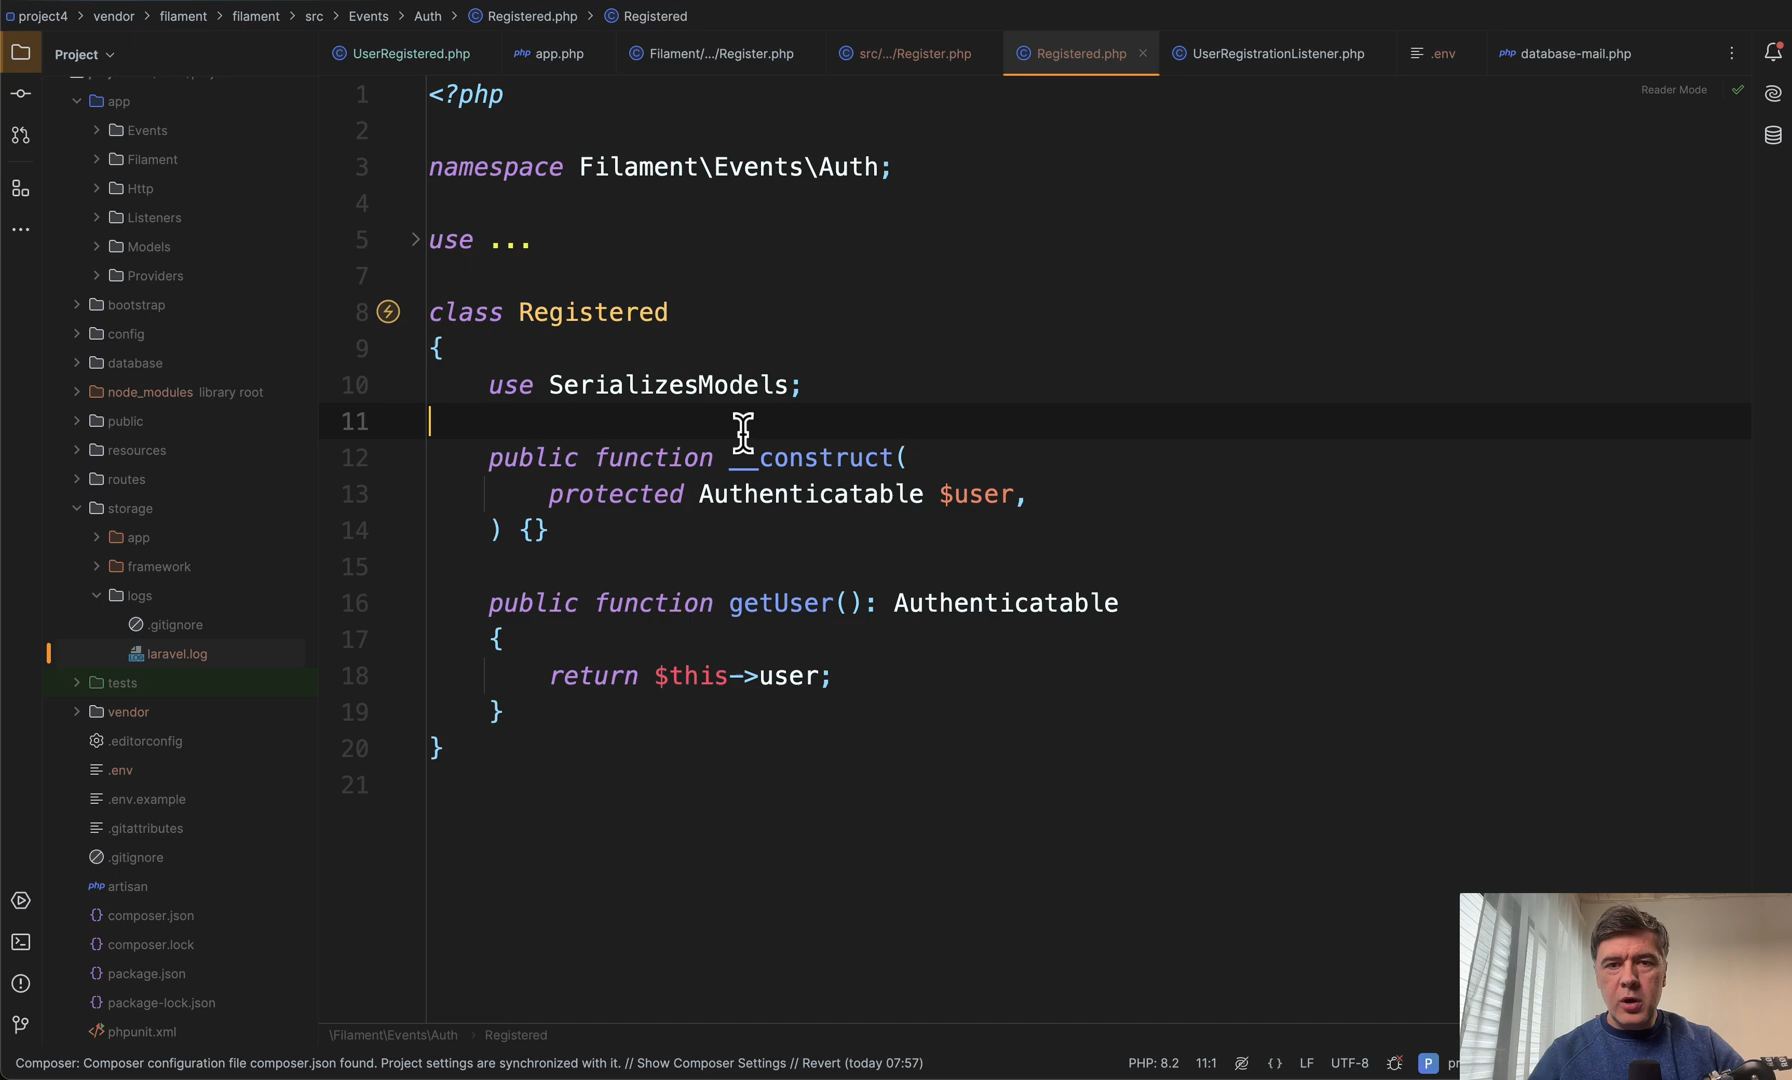 project4 > vendor > filament > filament > src > Events > Auth > Registered.php > Registered
Project
UserRegistered.php
php app.php
Filament/.../Register.php
src/.../Register.php
Registered.php
UserRegistrationListener.php
.env
php database-mail.php
Reader Mode
app
Events
Filament
Http
Listeners
Models
Providers
bootstrap
config
database
node_modules library root
public
resources
routes
storage
app
framework
logs
.gitignore
laravel.log
tests
vendor
.editorconfig
.env
.env.example
.gitattributes
.gitignore
php artisan
composer.json
composer.lock
package.json
package-lock.json
phpunit.xml
1 <?php
2
3 namespace Filament\Events\Auth;
4
5 use ...
7
8 class Registered
9 {
10 use SerializesModels;
11
12 public function __construct(
13 protected Authenticatable $user,
14 ) {}
15
16 public function getUser(): Authenticatable
17 {
18 return $this->user;
19 }
20 }
21
\Filament\Events\Auth > Registered
Composer: Composer configuration file composer.json found. Project settings are synchronized with it. // Show Composer Settings // Revert (today 07:57)
PHP: 8.2
11:1
{}
LF
UTF-8
P